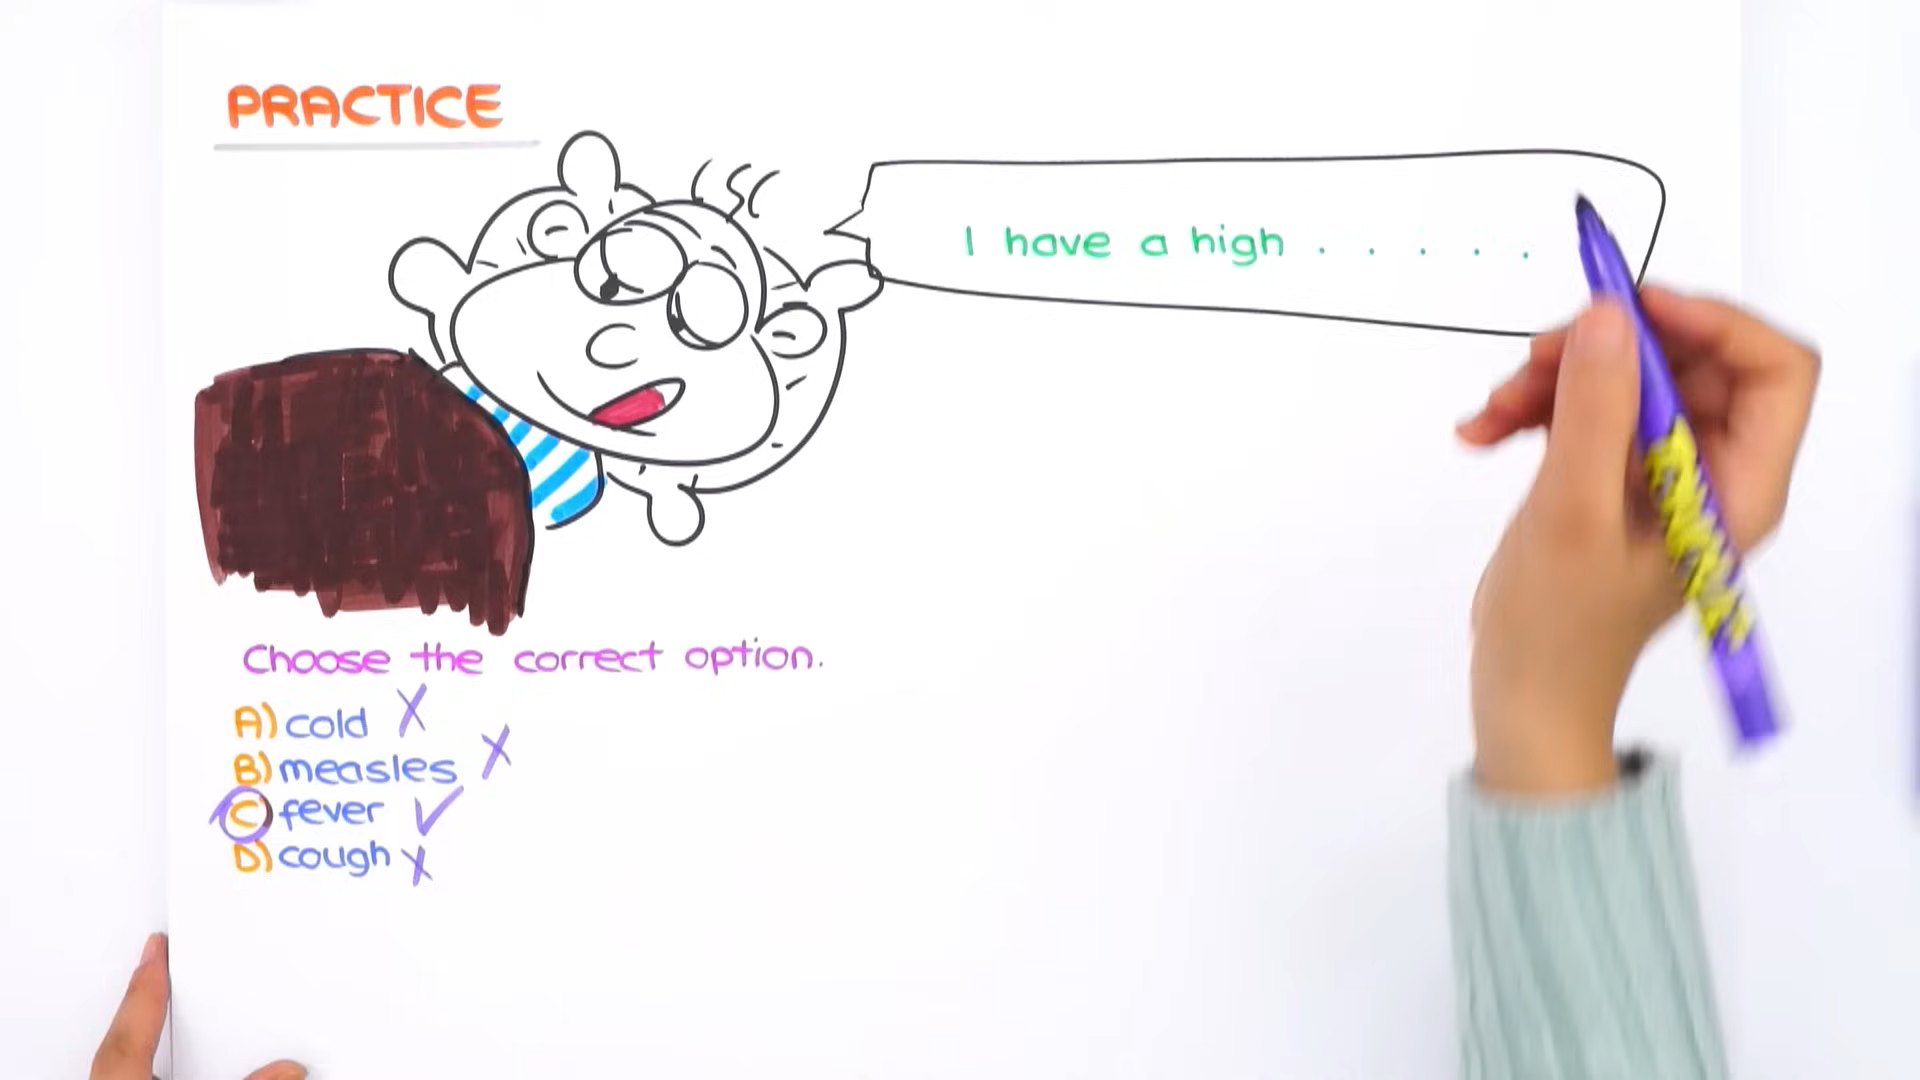 PRACTICE
I have a high . . . . .
Choose the correct option.
A) cold X
B) measles X
C) fever ✓
D) cough X